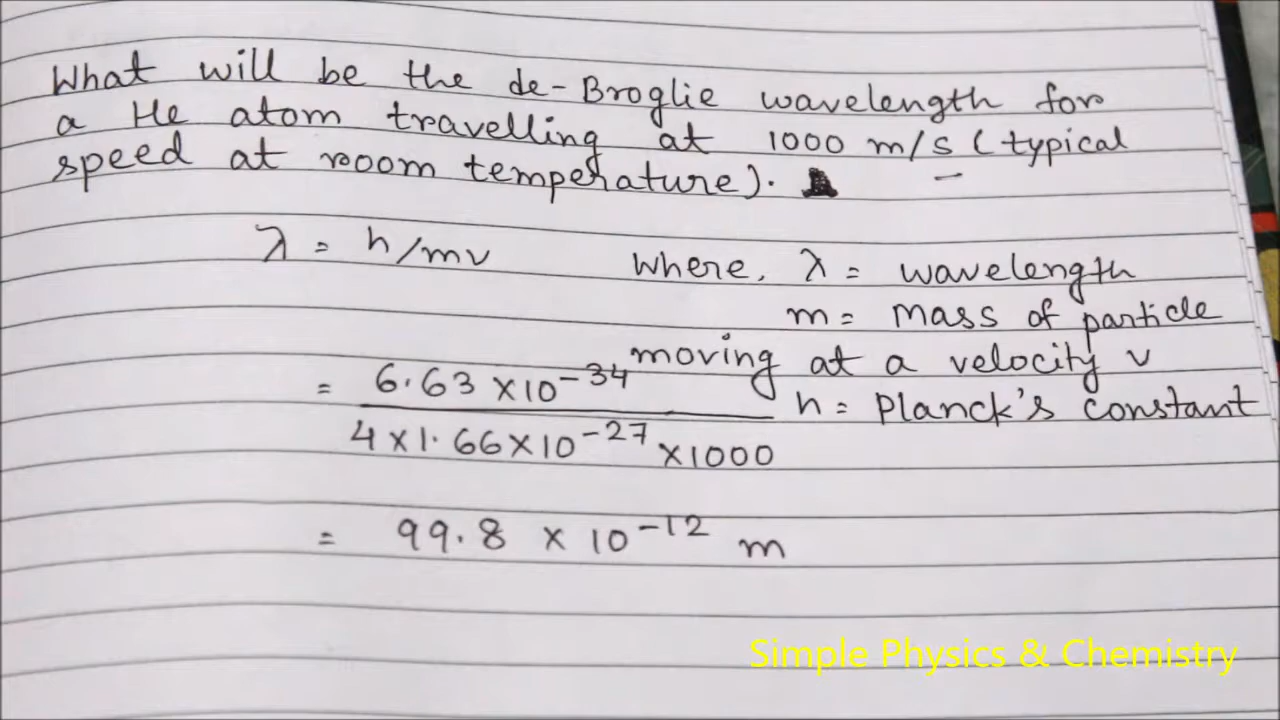 What will be the de-Broglie wavelength for
a He atom travelling at 1000 m/s (typical
speed at room temperature).
λ = h/mv where, λ = wavelength
m = mass of particle
moving at a velocity v
h = Planck's constant
= 6.63 × 10⁻³⁴
4 × 1.66 × 10⁻²⁷ × 1000
= 99.8 × 10⁻¹² m
Simple Physics & Chemistry